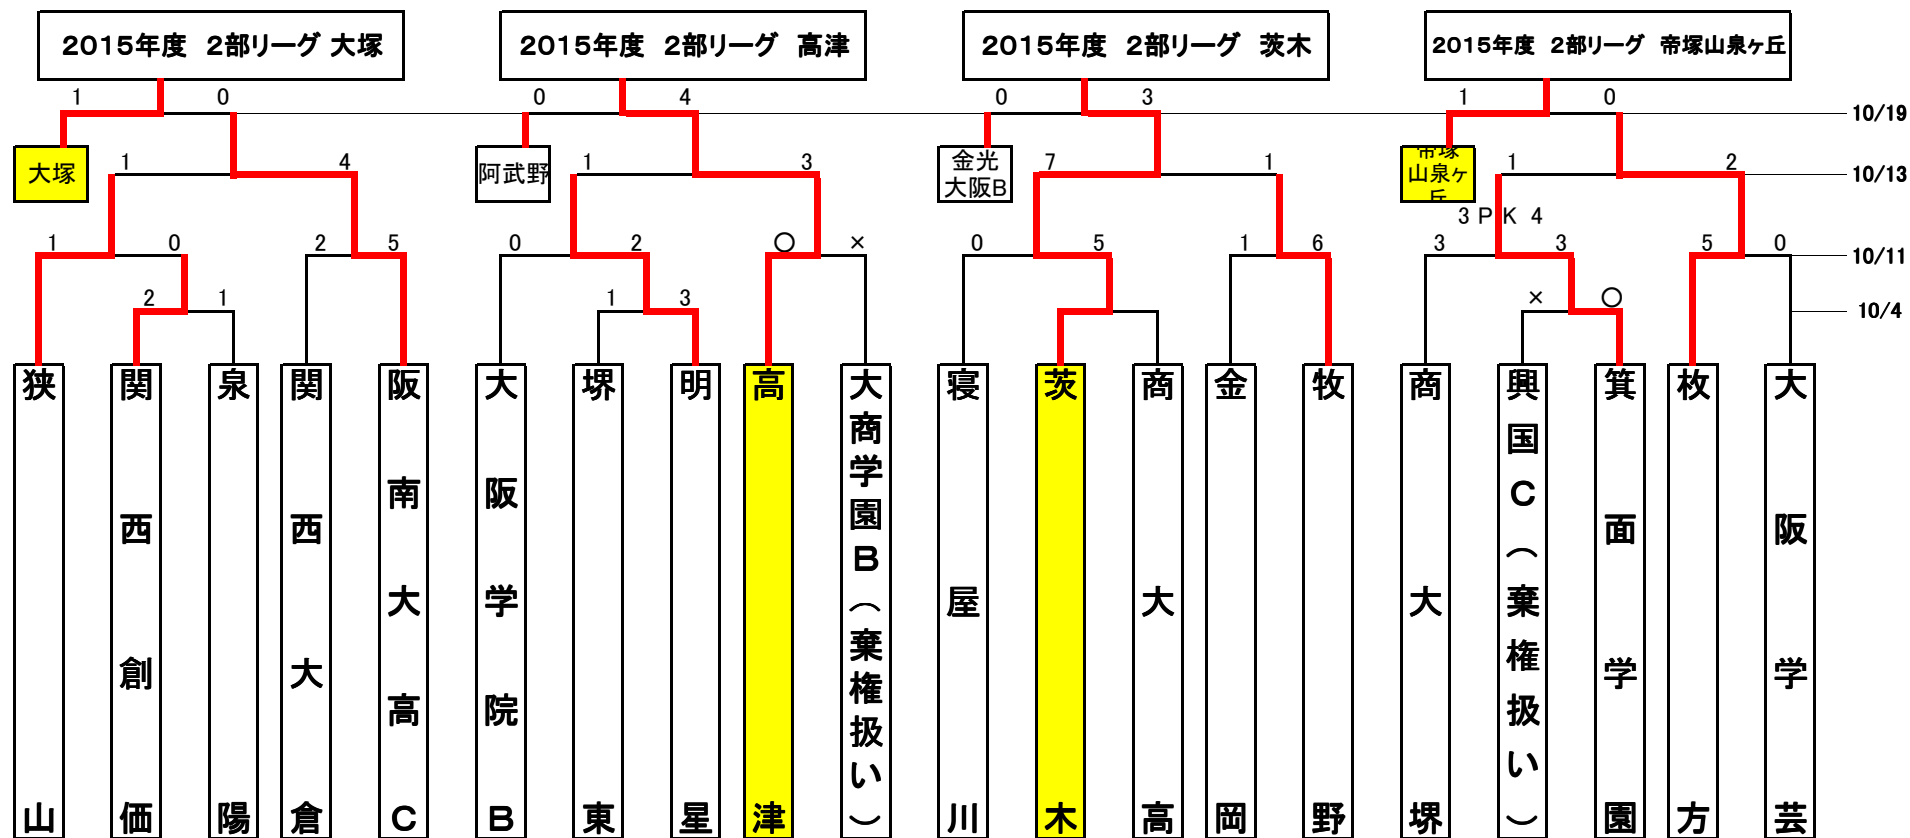 2015年度 2部リーグ 大塚
2015年度 2部リーグ 高津
2015年度 2部リーグ 茨木
2015年度 2部リーグ 帝塚山泉ヶ丘
1 0 0 4 0 3 1 0 10/19
大塚
阿武野
金光
大阪B
帝塚
山泉ヶ
丘
1 4 1 3 7 1 1 2 10/13
3 P K 4
1 0 2 5 0 2 ○ × 0 5 1 6 3 3 5 0 10/11
2 1 1 3 × ○ 10/4
狭山
関西創価
泉陽
関西大倉
阪南大高C
大阪学院B
堺東
明星
高津
大商学園B(棄権扱い)
寝屋川
茨木
商大高
金岡
牧野
商大堺
興国C(棄権扱い)
箕面学園
枚方
大阪学芸